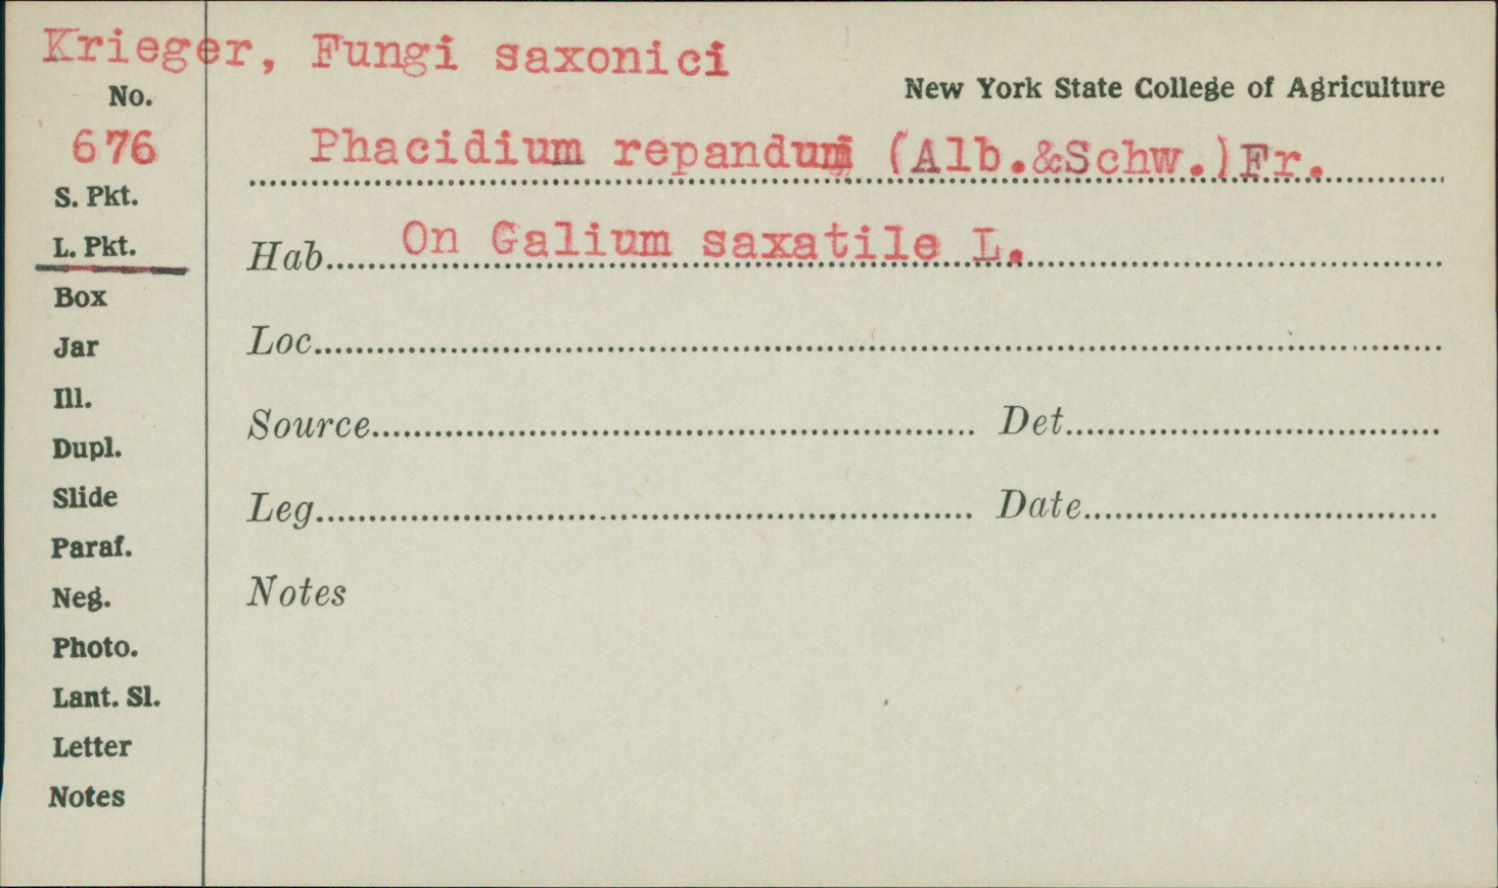 Krieger, Fungi saxonici
New York State College of Agriculture
No.
676
Phacidium repandum (Alb.&Schw.)Fr.
S. Pkt.
L. Pkt.
Hab. On Galium saxatile L.
Box
Jar
Loc.
Ill.
Source Det.
Dupl.
Slide
Leg. Date
Paraf.
Neg.
Notes
Photo.
Lant. Sl.
Letter
Notes